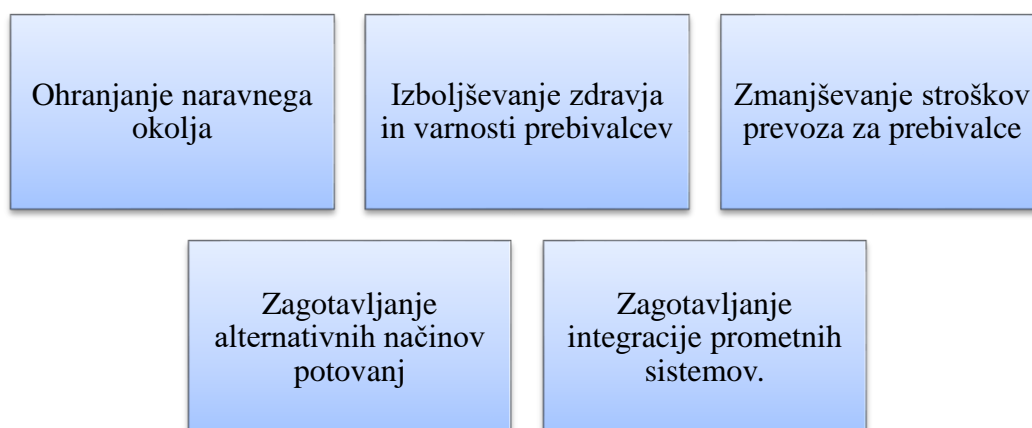 Ohranjanje naravnega
okolja
Izboljševanje zdravja
in varnosti prebivalcev
Zmanjševanje stroškov
prevoza za prebivalce
Zagotavljanje
alternativnih načinov
potovanj
Zagotavljanje
integracije prometnih
sistemov.